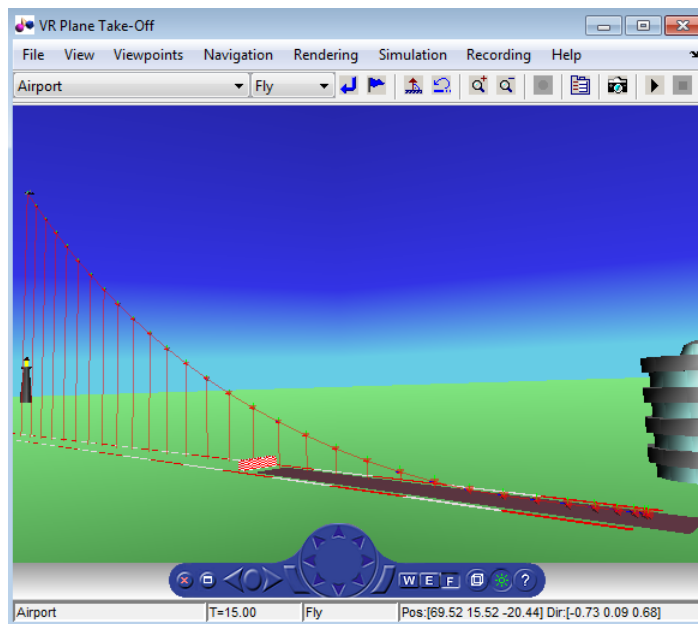 VR Plane Take-Off
File View Viewpoints Navigation Rendering Simulation Recording Help
Airport Fly
W E F ?
Airport T=15.00 Fly Pos:[69.52 15.52 -20.44] Dir:[-0.73 0.09 0.68]